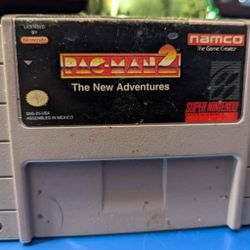 LICENSED
BY
Nintendo
namco
The Game Creator
PAC-MAN 2
The New Adventures
SNS-2S-USA
ASSEMBLED IN MEXICO
SUPER NINTENDO